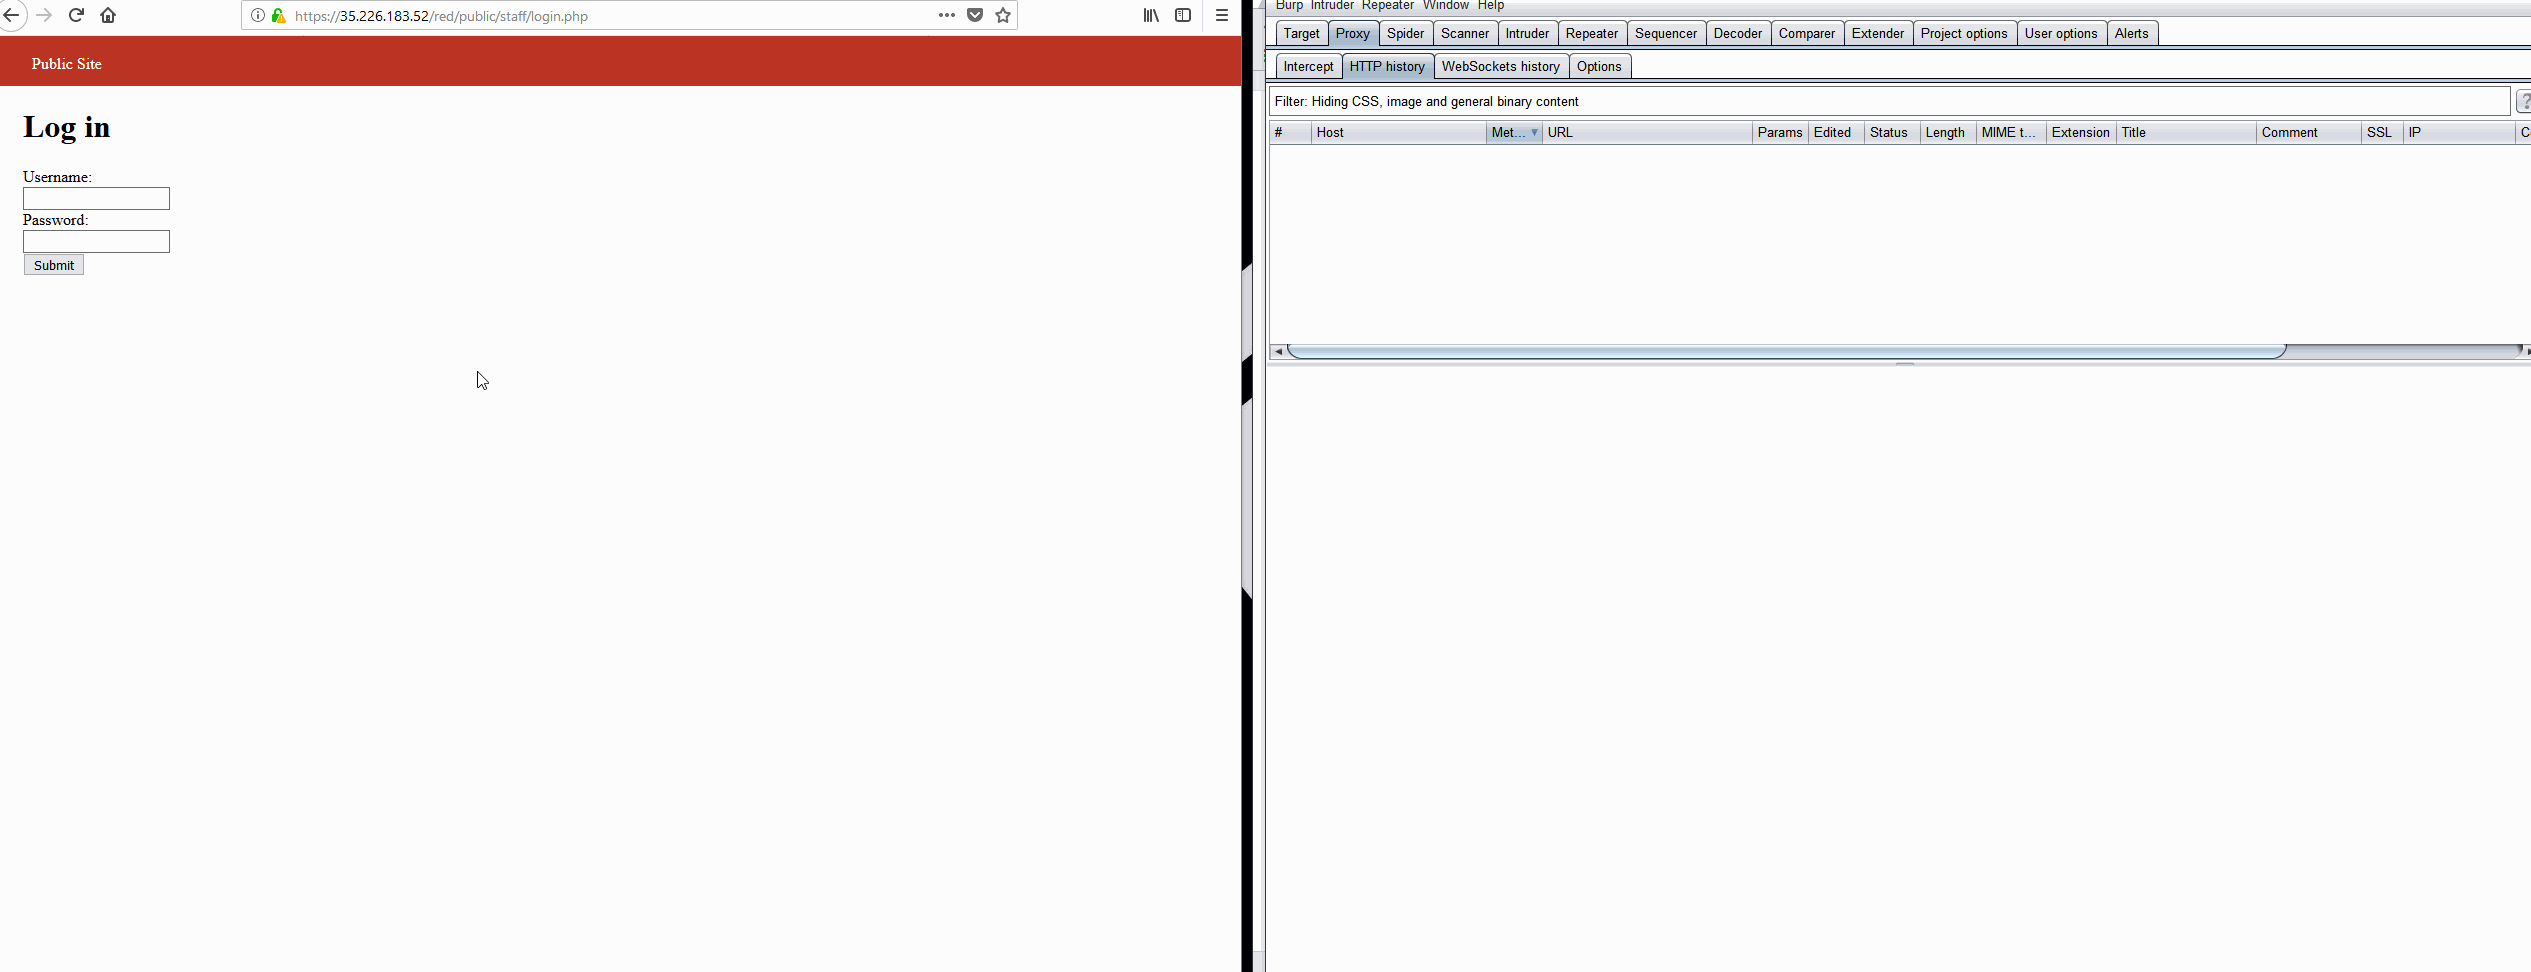 https://35.226.183.52/red/public/staff/login.php
Public Site
Log in
Username:
Password:
Submit
Burp Intruder Repeater Window Help
Target Proxy Spider Scanner Intruder Repeater Sequencer Decoder Comparer Extender Project options User options Alerts
Intercept HTTP history WebSockets history Options
Filter: Hiding CSS, image and general binary content
?
# Host Met... URL Params Edited Status Length MIME t... Extension Title Comment SSL IP C